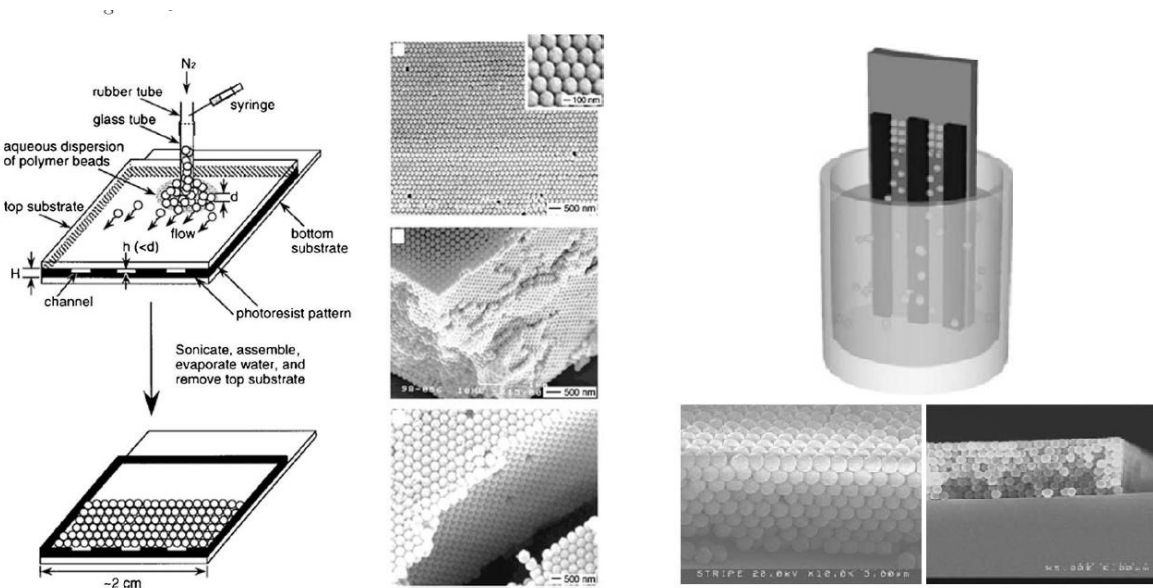 N₂
rubber tube
syringe
glass tube
aqueous dispersion
of polymer beads
top substrate
d
flow
h (<d)
bottom
substrate
H
channel
photoresist pattern
Sonicate, assemble,
evaporate water, and
remove top substrate
~2 cm
100 nm
500 nm
500 nm
500 nm
STRIPE 20.0kV X10.0K 3.00μm